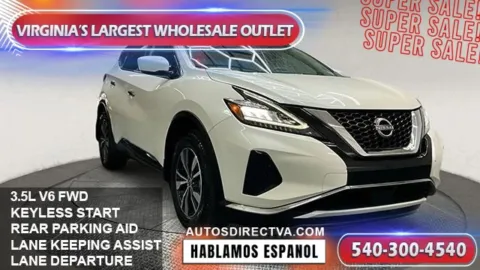 VIRGINIA'S LARGEST WHOLESALE OUTLET
SUPER SALE!
SUPER SALE!
SUPER SALE!
NISSAN
3.5L V6 FWD
KEYLESS START
REAR PARKING AID
LANE KEEPING ASSIST
LANE DEPARTURE
AUTOSDIRECTVA.COM
HABLAMOS ESPANOL
540-300-4540